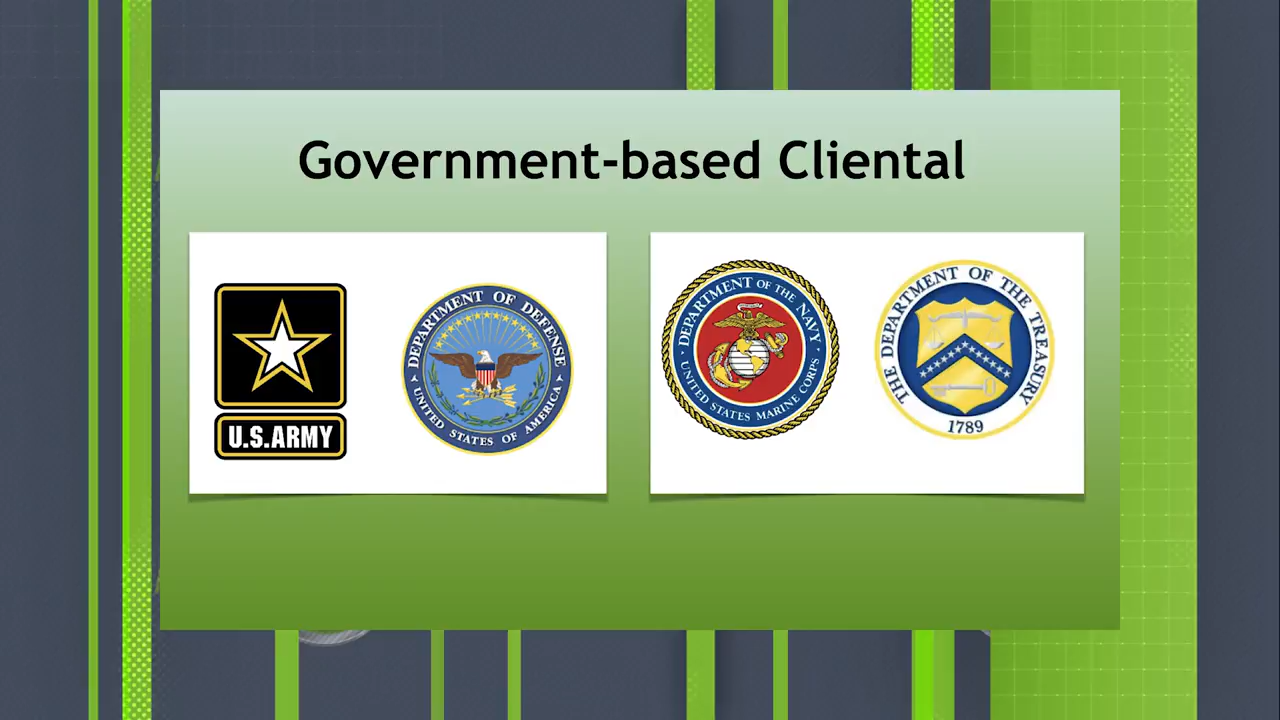 Government-based Cliental
U.S.ARMY
DEPARTMENT OF DEFENSE
UNITED STATES OF AMERICA
DEPARTMENT OF THE NAVY
UNITED STATES MARINE CORPS
THE DEPARTMENT OF THE TREASURY
1789